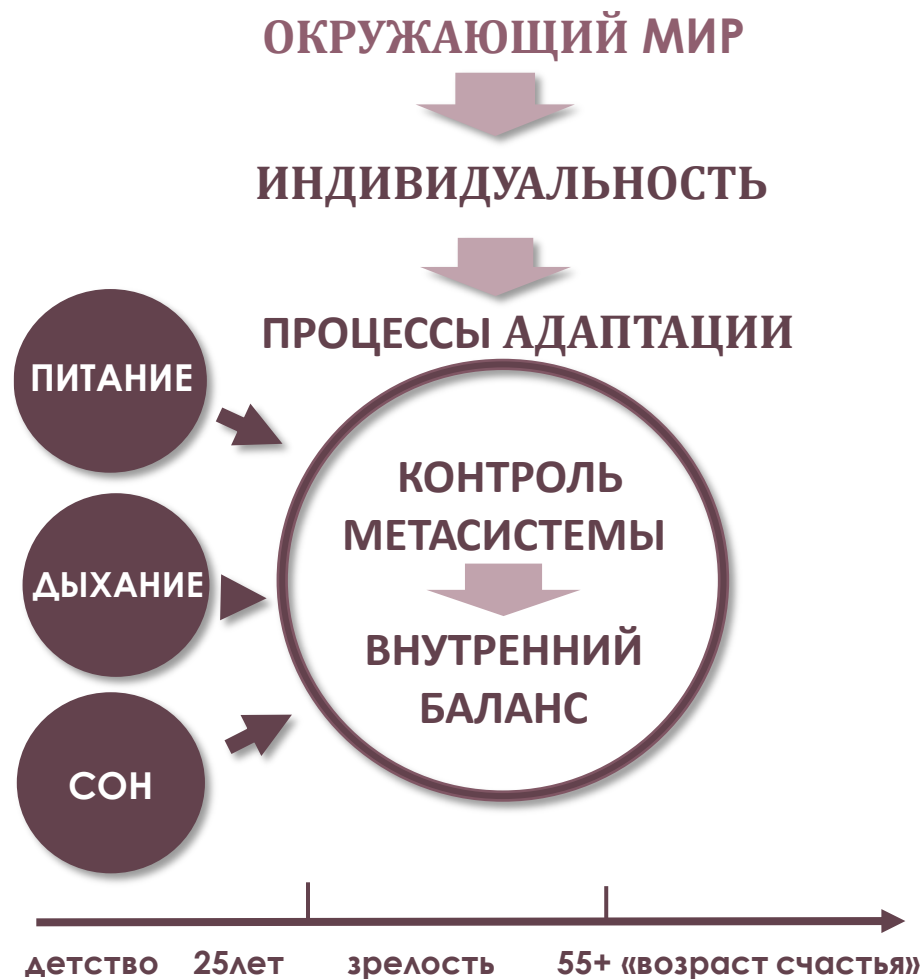 ОКРУЖАЮЩИЙ МИР
ИНДИВИДУАЛЬНОСТЬ
ПРОЦЕССЫ АДАПТАЦИИ
ПИТАНИЕ
ДЫХАНИЕ
СОН
КОНТРОЛЬ
МЕТАСИСТЕМЫ
ВНУТРЕННИЙ
БАЛАНС
детство 25лет зрелость 55+ «возраст счастья»